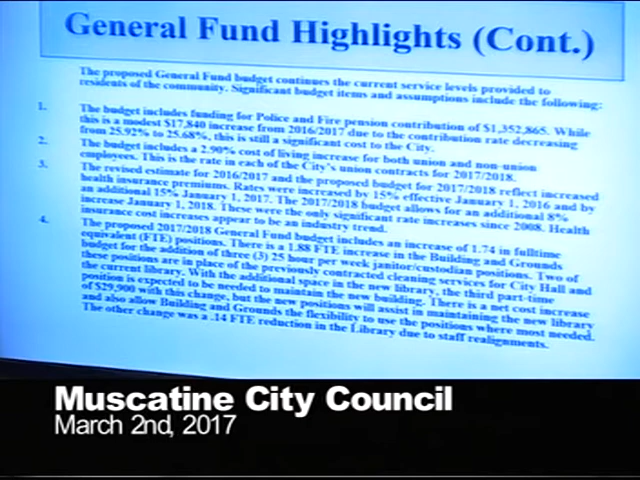 General Fund Highlights (Cont.)
The proposed General Fund budget continues the current service levels provided to
residents of the community. Significant budget items and assumptions include the following:
1. The budget includes funding for Police and Fire pension contribution of $1,352,865. While
this is a modest $17,840 increase from 2016/2017 due to the contribution rate decreasing
from 25.92% to 25.68%, this is still a significant cost to the City.
2. The budget includes a 2.90% cost of living increase for both union and non-union
employees. This is the rate in each of the City's union contracts for 2017/2018.
3. The revised estimate for 2016/2017 and the proposed budget for 2017/2018 reflect increased
health insurance premiums. Rates were increased by 15% effective January 1, 2016 and by
an additional 15% January 1, 2017. The 2017/2018 budget allows for an additional 8%
increase January 1, 2018. These were the only significant rate increases since 2008. Health
insurance cost increases appear to be an industry trend.
4. The proposed 2017/2018 General Fund budget includes an increase of 1.74 in fulltime
equivalent (FTE) positions. There is a 1.88 FTE increase in the Building and Grounds
budget for the addition of three (3) 25 hour per week janitor/custodian positions. Two of
these positions are in place of the previously contracted cleaning services for City Hall and
the current library. With the additional space in the new library, the third part-time
position is expected to be needed to maintain the new building. There is a net cost increase
of $29,900 with this change, but the new positions will assist in maintaining the new library
and also allow Building and Grounds the flexibility to use the positions where most needed.
The other change was a .14 FTE reduction in the Library due to staff realignments.
Muscatine City Council
March 2nd, 2017